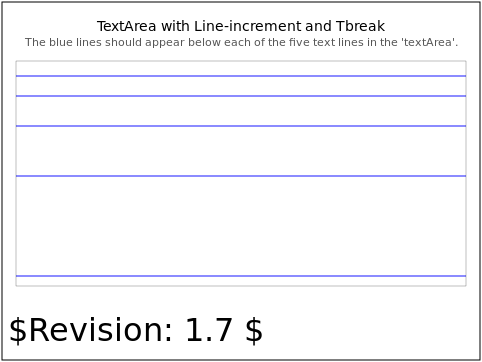 TextArea with Line-increment and Tbreak
The blue lines should appear below each of the five text lines in the 'textArea'.
$Revision: 1.7 $